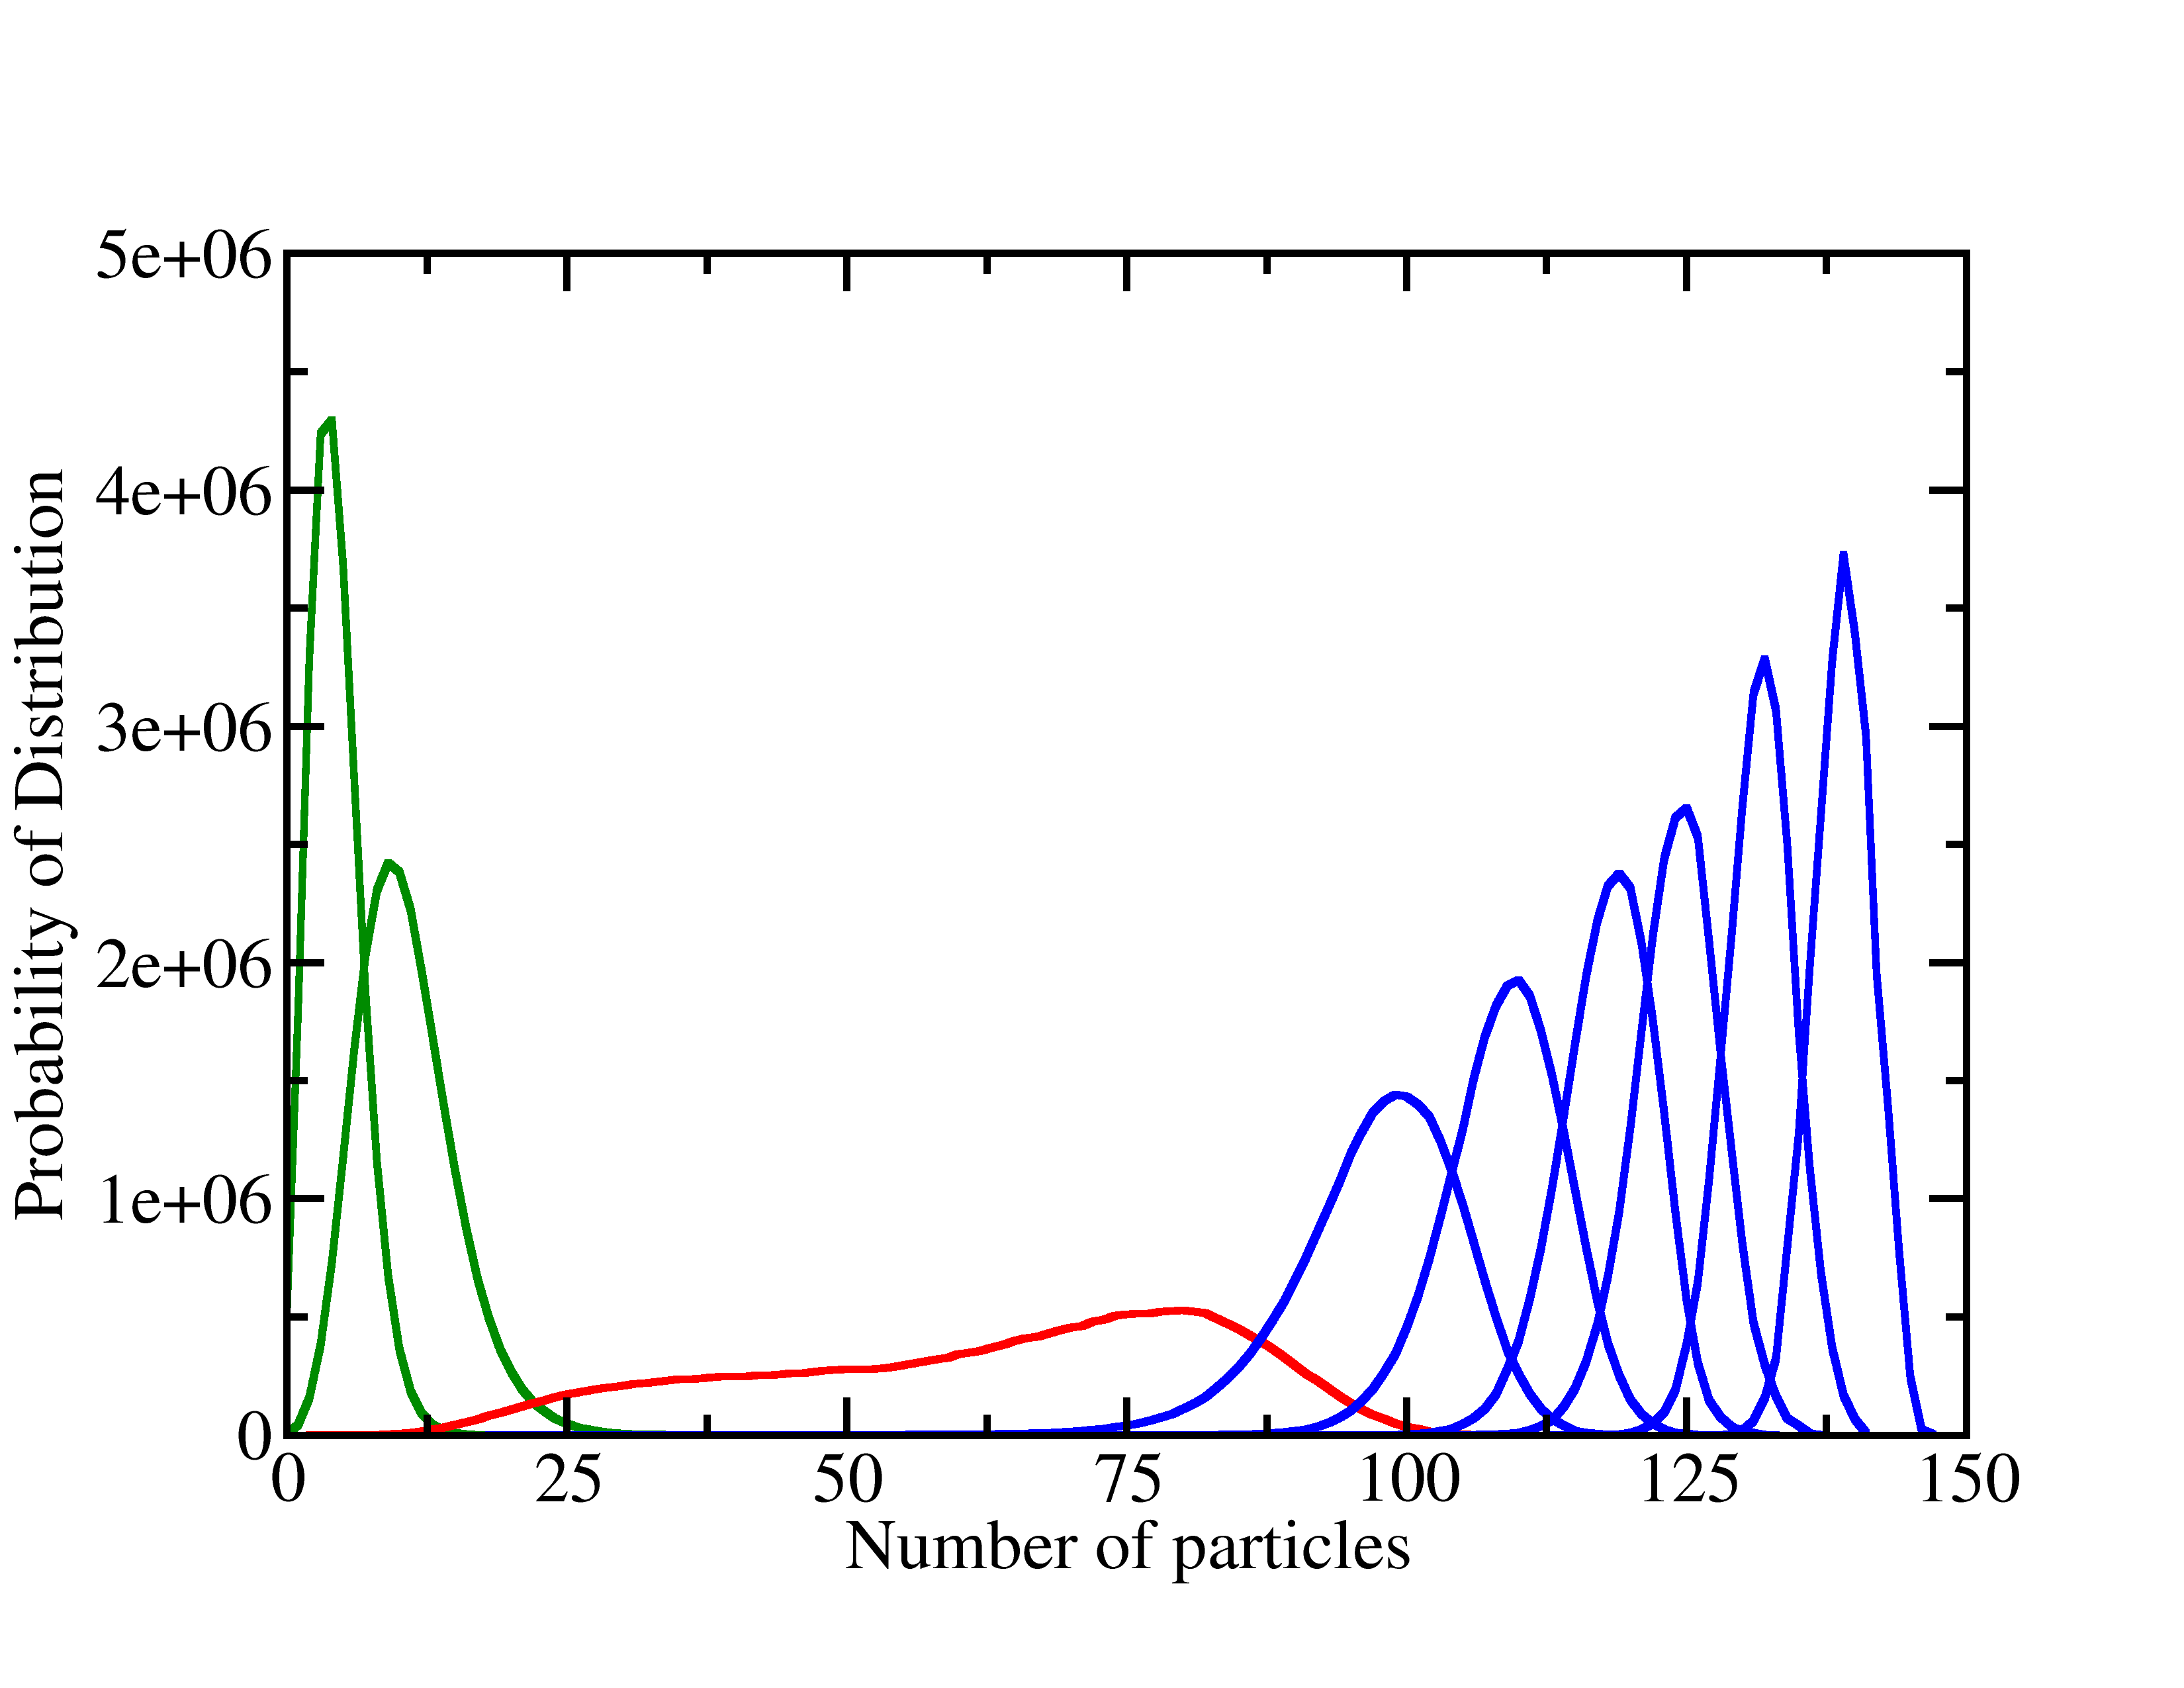 Probability of Distribution
5e+06
4e+06
3e+06
2e+06
1e+06
0
0 25 50 75 100 125 150
Number of particles